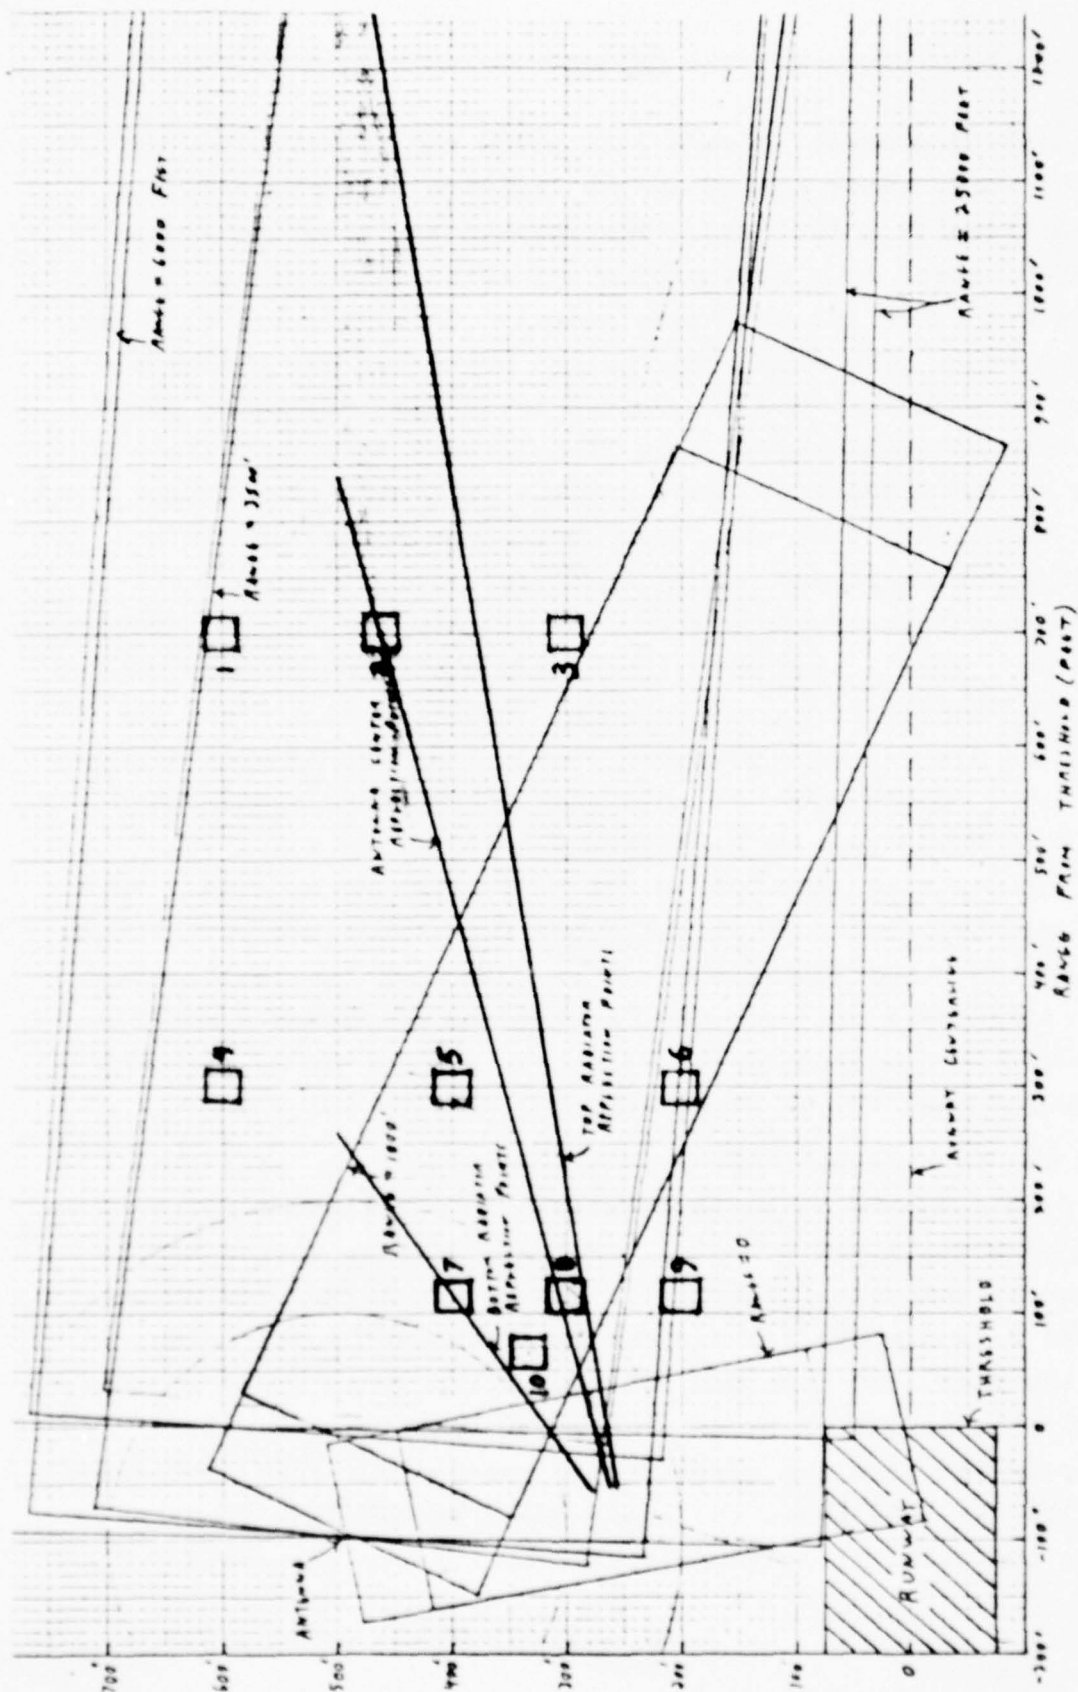 RANGE = 6000 FEET
RANGE = 3500'
RANGE = 1000'
RANGE = 0
RANGE = 25000 FEET
1
2
3
4
5
6
7
8
9
10
ANTENNA CENTER
REFLECTION POINTS
TOP RADIATOR
REFLECTION POINTS
BOTTOM RADIATOR
REFLECTION POINTS
ANTENNA
RUNWAY CENTERLINE
THRESHOLD
RUNWAY
700'
600'
500'
400'
300'
200'
100
0
-200'
-100'
0
100'
200'
300'
400'
500'
600'
700'
800'
900'
1000'
1100'
1200'
RANGE FROM THRESHOLD (FEET)